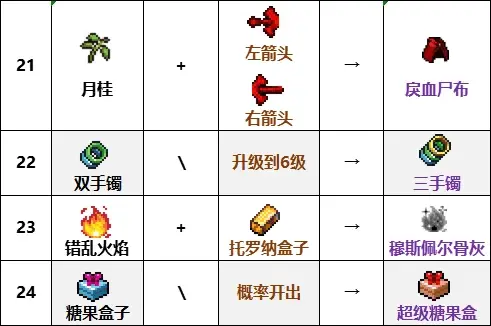 21 月桂 + 左箭头 右箭头 → 戾血尸布
22 双手镯 \ 升级到6级 → 三手镯
23 错乱火焰 + 托罗纳盒子 → 穆斯佩尔骨灰
24 糖果盒子 \ 概率开出 → 超级糖果盒